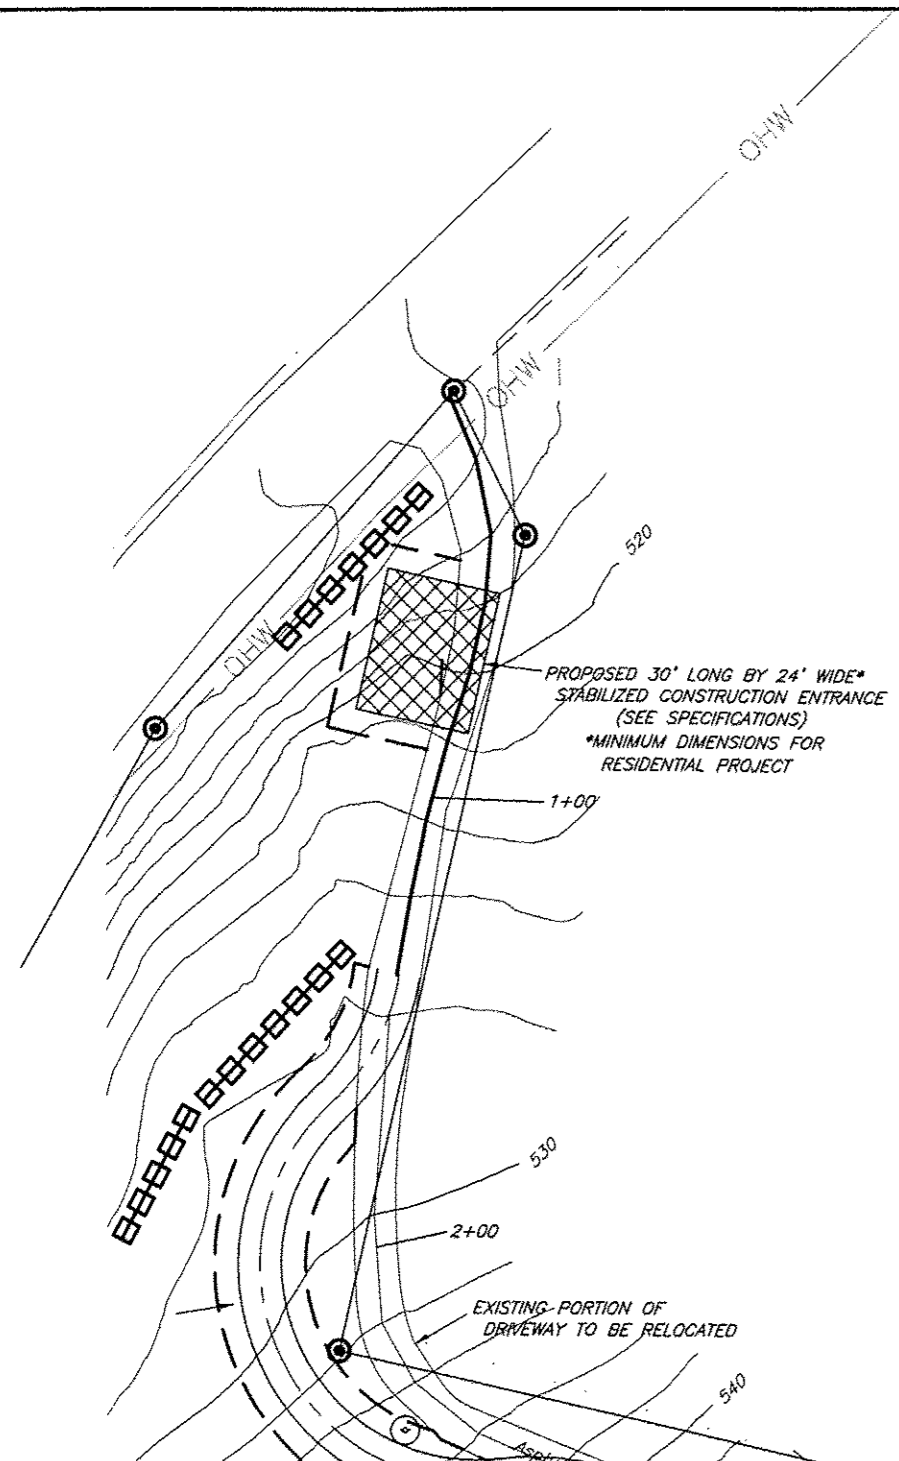 OHW
OHW
520
OHW
PROPOSED 30' LONG BY 24' WIDE*
STABILIZED CONSTRUCTION ENTRANCE
(SEE SPECIFICATIONS)
*MINIMUM DIMENSIONS FOR
RESIDENTIAL PROJECT
1+00
530
2+00
EXISTING PORTION OF
DRIVEWAY TO BE RELOCATED
540